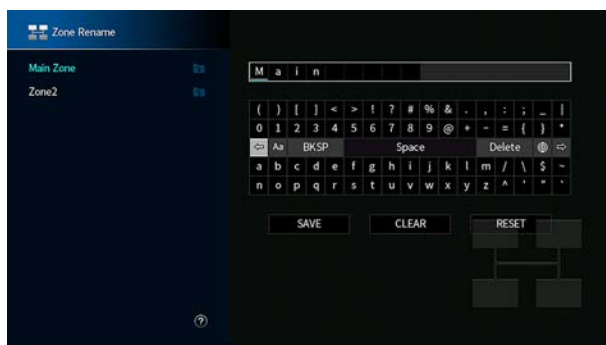 Zone Rename
Main Zone
Zone2
M a i n
( ) [ ] < > ! ? # % & . , : ; _ |
0 1 2 3 4 5 6 7 8 9 @ + - = { } *
⇦ Aa BKSP Space Delete ⇨
a b c d e f g h i j k l m / \ $ ~
n o p q r s t u v w x y z ^ ' " `
SAVE CLEAR RESET
?